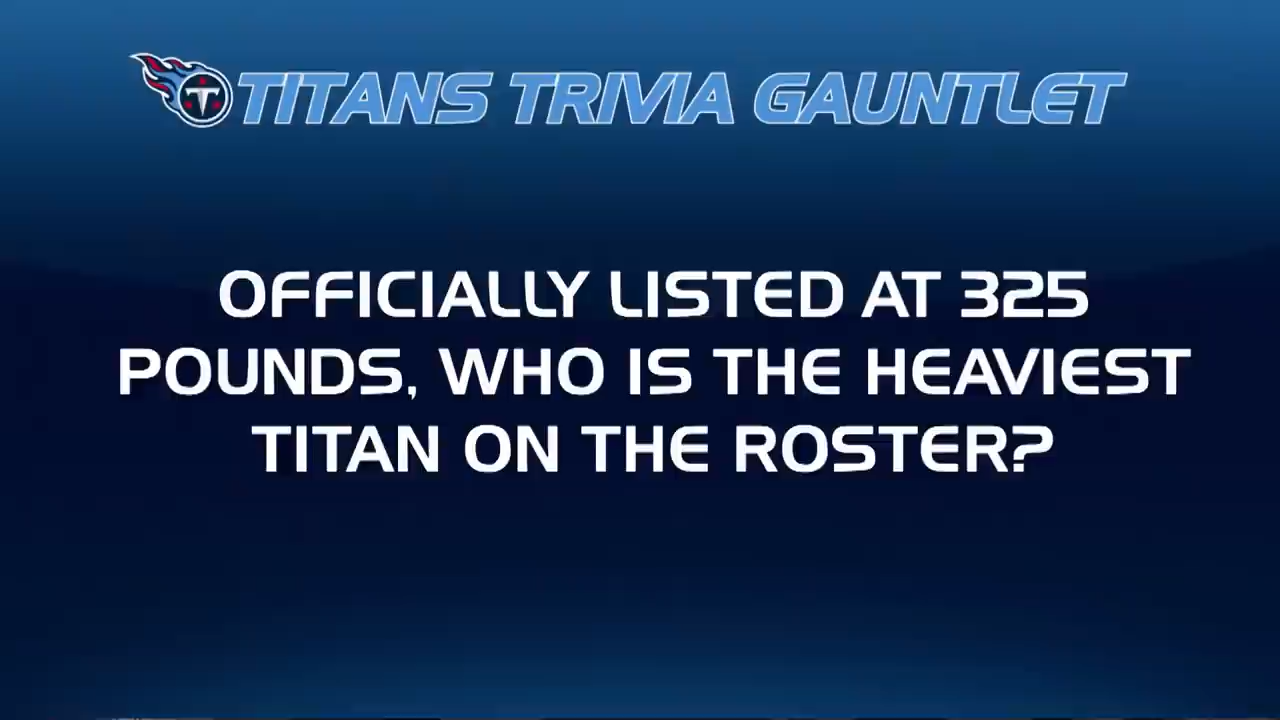 TITANS TRIVIA GAUNTLET
OFFICIALLY LISTED AT 325
POUNDS, WHO IS THE HEAVIEST
TITAN ON THE ROSTER?